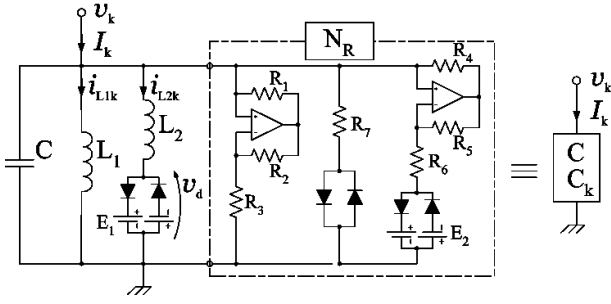 v_k
I_k
N_R
i_L1k
i_L2k
R_1
R_4
v_k
I_k
C
L_1
L_2
R_7
R_2
R_5
R_6
≡
C
C_k
v_d
R_3
E_1
E_2